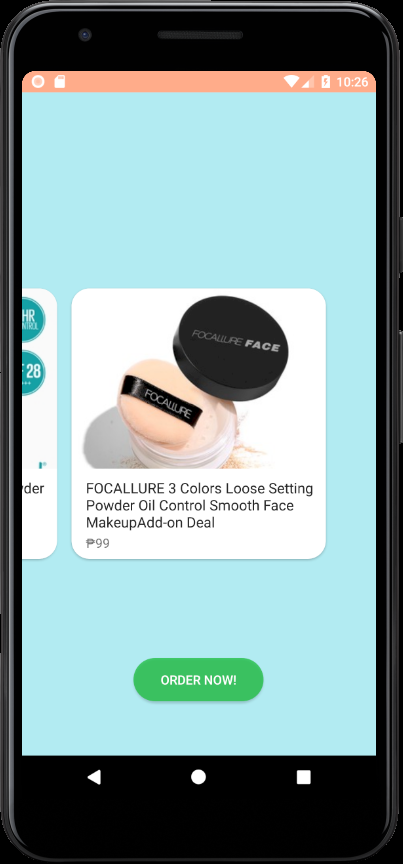 10:26
HR
NTROL
28
FOCALLURE FACE
FOCALLURE
der
FOCALLURE 3 Colors Loose Setting
Powder Oil Control Smooth Face
MakeupAdd-on Deal
₱99
ORDER NOW!